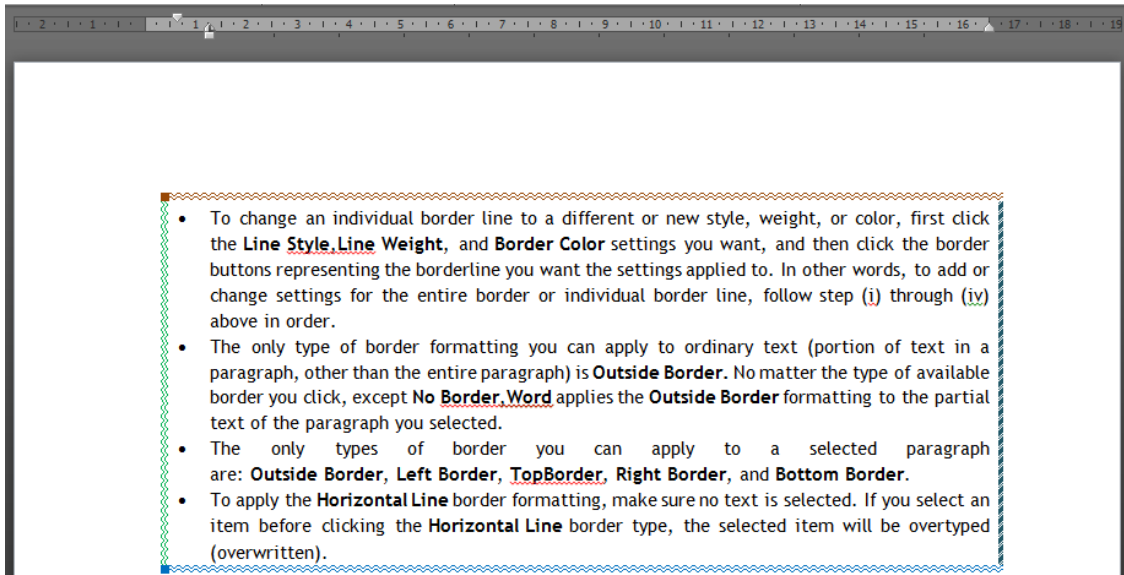 2 1 1 2 3 4 5 6 7 8 9 10 11 12 13 14 15 16 17 18 19
• To change an individual border line to a different or new style, weight, or color, first click
the Line Style,Line Weight, and Border Color settings you want, and then click the border
buttons representing the borderline you want the settings applied to. In other words, to add or
change settings for the entire border or individual border line, follow step (i) through (iv)
above in order.
• The only type of border formatting you can apply to ordinary text (portion of text in a
paragraph, other than the entire paragraph) is Outside Border. No matter the type of available
border you click, except No Border,Word applies the Outside Border formatting to the partial
text of the paragraph you selected.
• The only types of border you can apply to a selected paragraph
are: Outside Border, Left Border, TopBorder, Right Border, and Bottom Border.
• To apply the Horizontal Line border formatting, make sure no text is selected. If you select an
item before clicking the Horizontal Line border type, the selected item will be overtyped
(overwritten).